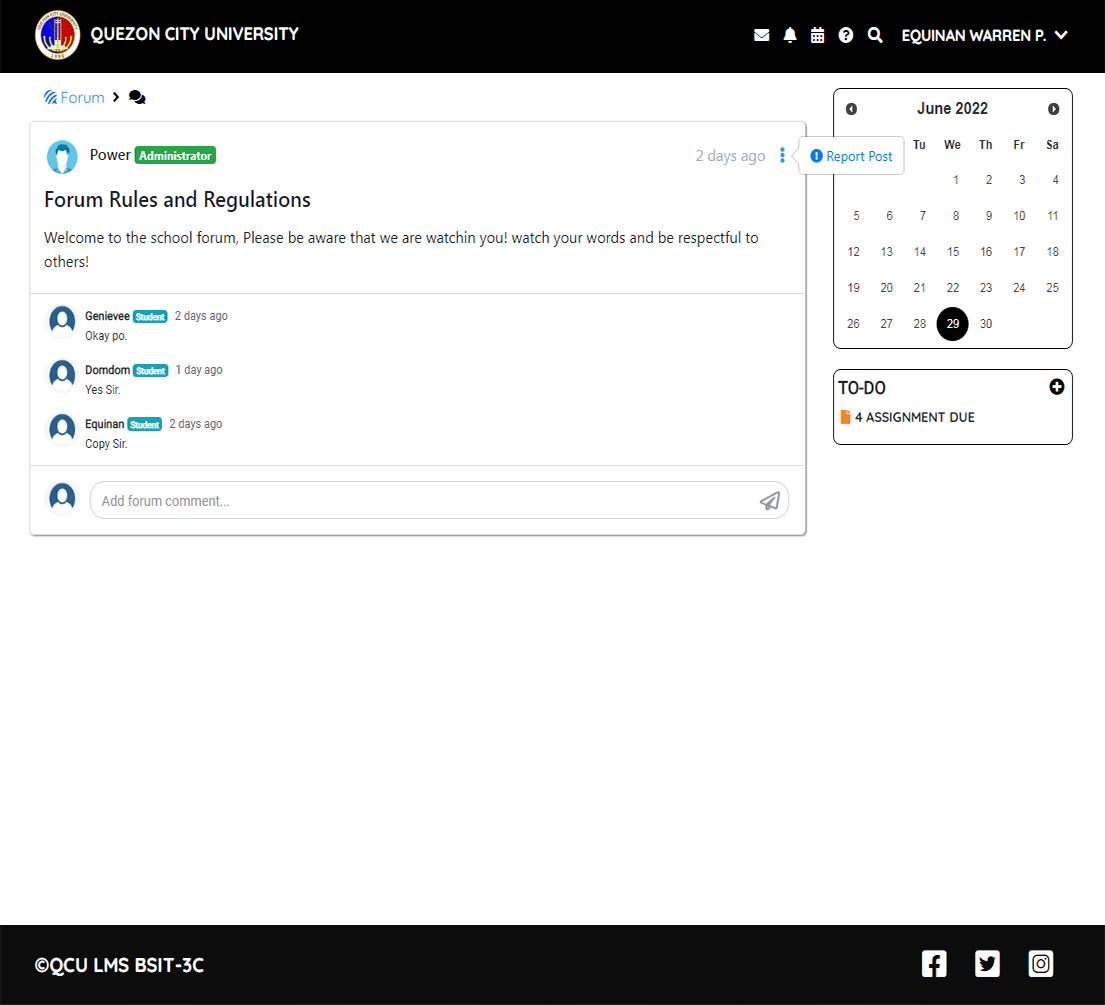 QUEZON CITY UNIVERSITY
EQUINAN WARREN P.
Forum
Power Administrator
2 days ago
Report Post
Forum Rules and Regulations
Welcome to the school forum, Please be aware that we are watchin you! watch your words and be respectful to
others!
Genievee Student 2 days ago
Okay po.
Domdom Student 1 day ago
Yes Sir.
Equinan Student 2 days ago
Copy Sir.
Add forum comment...
June 2022
Tu We Th Fr Sa
1 2 3 4
5 6 7 8 9 10 11
12 13 14 15 16 17 18
19 20 21 22 23 24 25
26 27 28 29 30
TO-DO
4 ASSIGNMENT DUE
©QCU LMS BSIT-3C